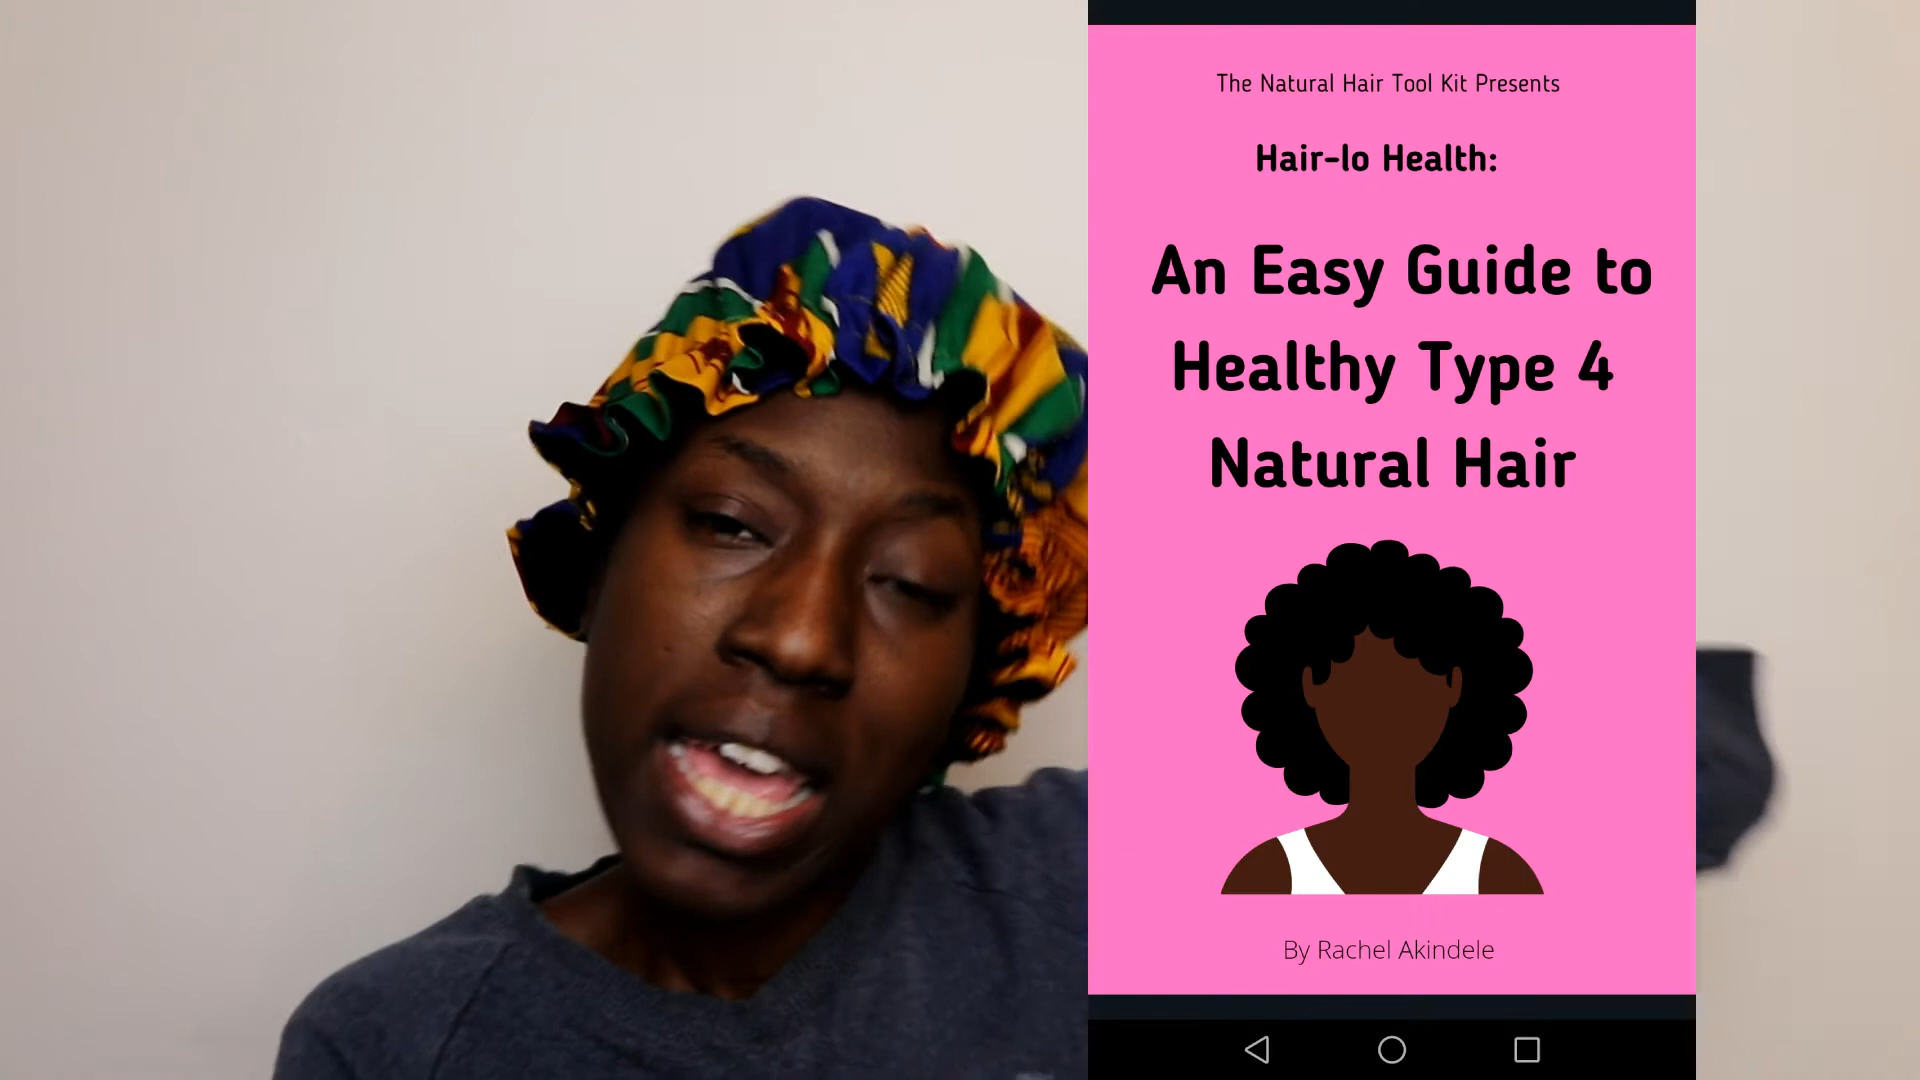 The Natural Hair Tool Kit Presents
Hair-lo Health:
An Easy Guide to
Healthy Type 4
Natural Hair
By Rachel Akindele